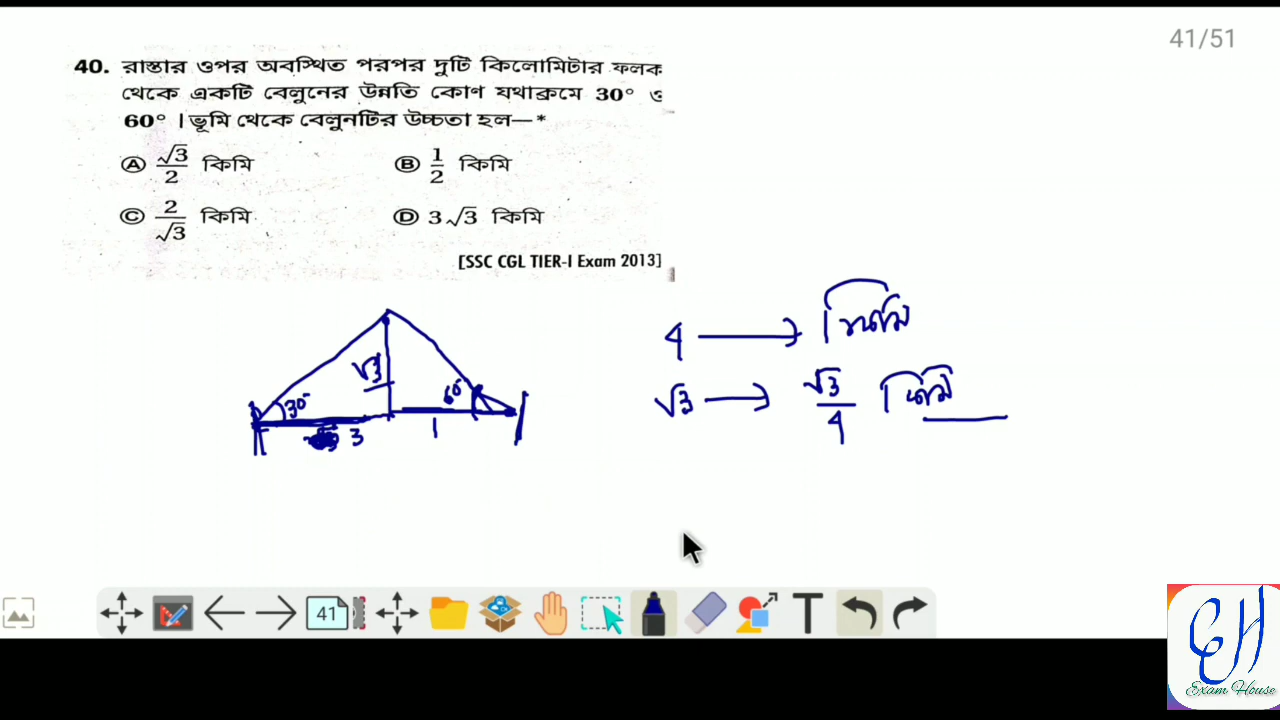 41/51
40. রাস্তার ওপর অবস্থিত পরপর দুটি কিলোমিটার ফলক
থেকে একটি বেলুনের উন্নতি কোণ যথাক্রমে 30° ও
60° । ভূমি থেকে বেলুনটির উচ্চতা হল—*
Ⓐ √3/2 কিমি Ⓑ 1/2 কিমি
Ⓒ 2/√3 কিমি Ⓓ 3√3 কিমি
[SSC CGL TIER-I Exam 2013]
√3
30° 60°
3 1
4 → 1 কিমি
√3 → √3/4 কিমি
41
T
EH
Exam House